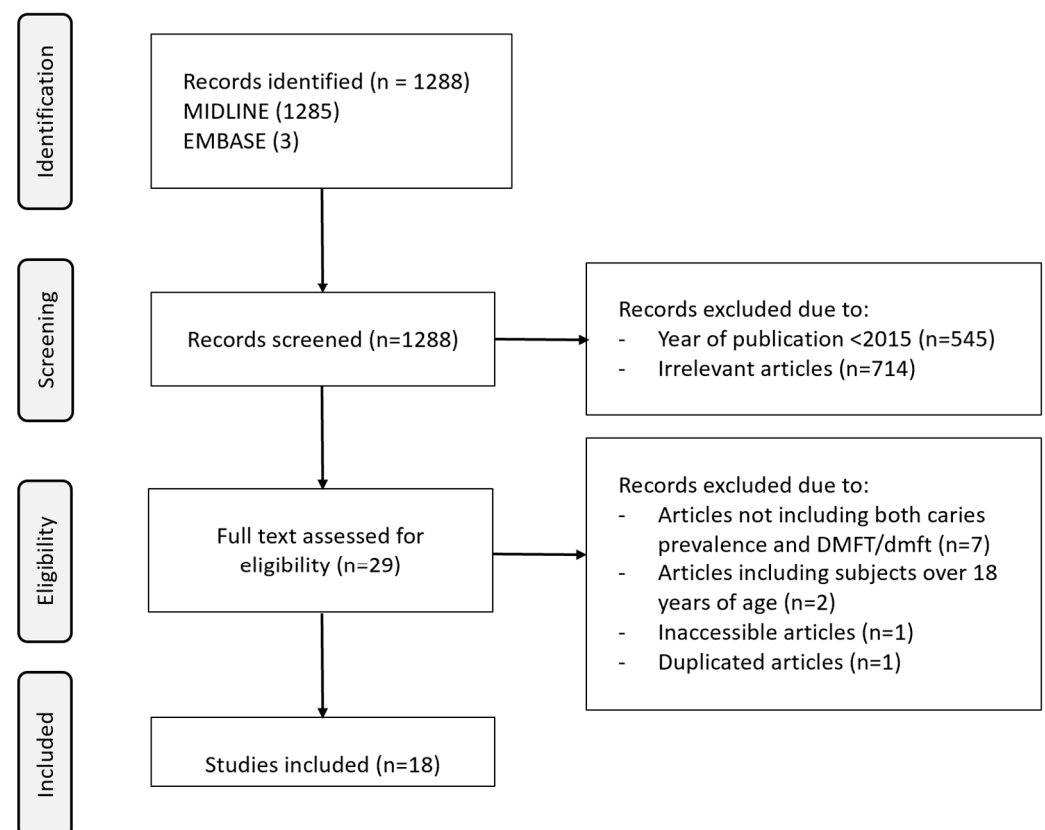 Identification
Records identified (n = 1288)
MIDLINE (1285)
EMBASE (3)
Screening
Records screened (n=1288)
Records excluded due to:
- Year of publication <2015 (n=545)
- Irrelevant articles (n=714)
Eligibility
Full text assessed for
eligibility (n=29)
Records excluded due to:
- Articles not including both caries
prevalence and DMFT/dmft (n=7)
- Articles including subjects over 18
years of age (n=2)
- Inaccessible articles (n=1)
- Duplicated articles (n=1)
Included
Studies included (n=18)